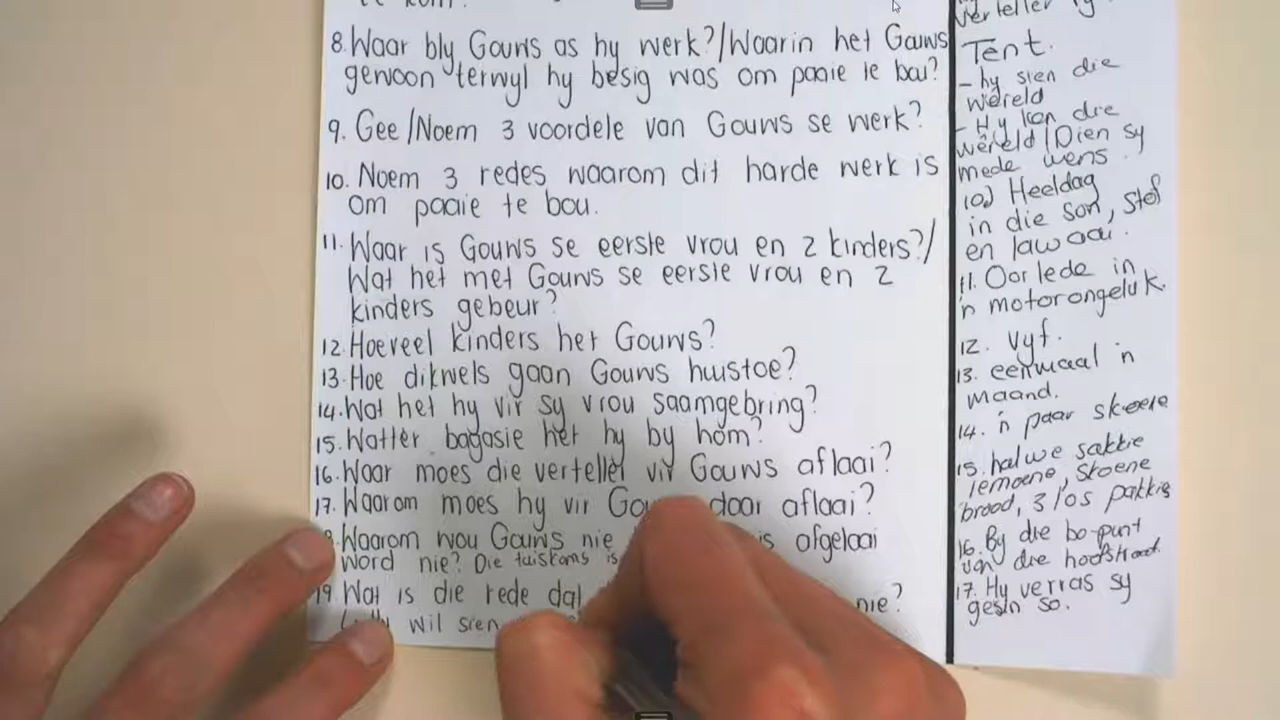 8. Waar bly Gouws as hy werk?/Waarin het Gouws
gewoon terwyl hy besig was om paaie te bou?
9. Gee/Noem 3 voordele van Gouws se werk?
10. Noem 3 redes waarom dit harde werk is
om paaie te bou.
11. Waar is Gouws se eerste vrou en 2 kinders?/
Wat het met Gouws se eerste vrou en 2
kinders gebeur?
12. Hoeveel kinders het Gouws?
13. Hoe dikwels gaan Gouws huistoe?
14. Wat het hy vir sy vrou saamgebring?
15. Watter bagasie het hy by hom?
16. Waar moes die verteller vir Gouws aflaai?
17. Waarom moes hy vir daar aflaai?
Waarom wou Gouws nie afgelaai
word nie? Die tuiskoms is
19. Wat is die rede dat nie?
wil sien
verteller
Tent.
- hy sien die
wêreld
- Hy kan die
wêreld/Dien sy
mede mens.
10.) Heeldag
in die son, stof
en lawaai.
11. Oorlede in
'n motorongeluk.
12. Vyf.
13. eenmaal 'n
maand.
14. 'n paar skoene
15. halwe sakkie
lemoene, skoene
brood, 3 los pakkie
16. By die bo-punt
van die hoofstraat.
17. Hy verras sy
gesin so.